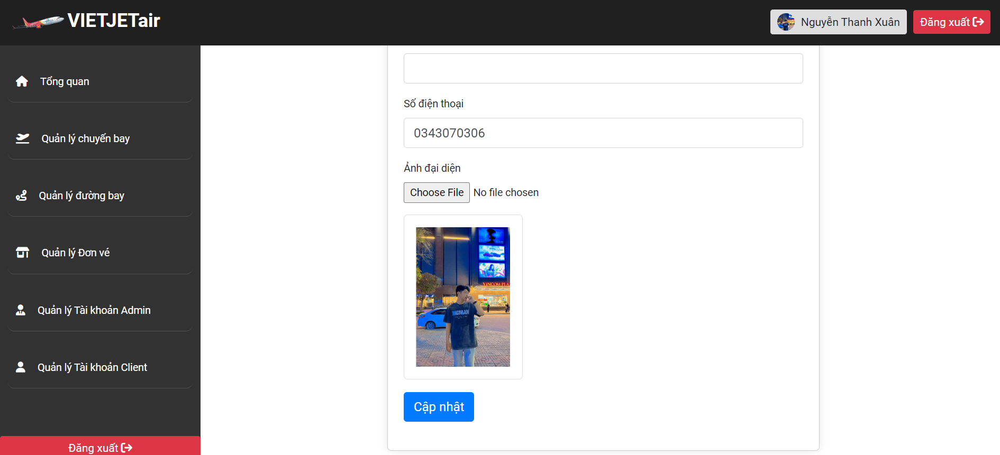 VIETJETair
Nguyễn Thanh Xuân
Đăng xuất
Tổng quan
Quản lý chuyến bay
Quản lý đường bay
Quản lý Đơn vé
Quản lý Tài khoản Admin
Quản lý Tài khoản Client
Đăng xuất
Số điện thoại
0343070306
Ảnh đại diện
Choose File No file chosen
VINCOM PLA
Cập nhật